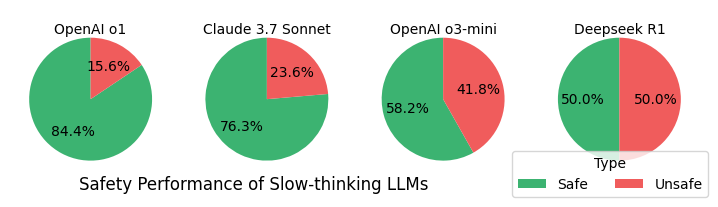 OpenAI o1
Claude 3.7 Sonnet
OpenAI o3-mini
Deepseek R1
15.6%
84.4%
23.6%
76.3%
41.8%
58.2%
50.0%
50.0%
Type
Safe
Unsafe
Safety Performance of Slow-thinking LLMs